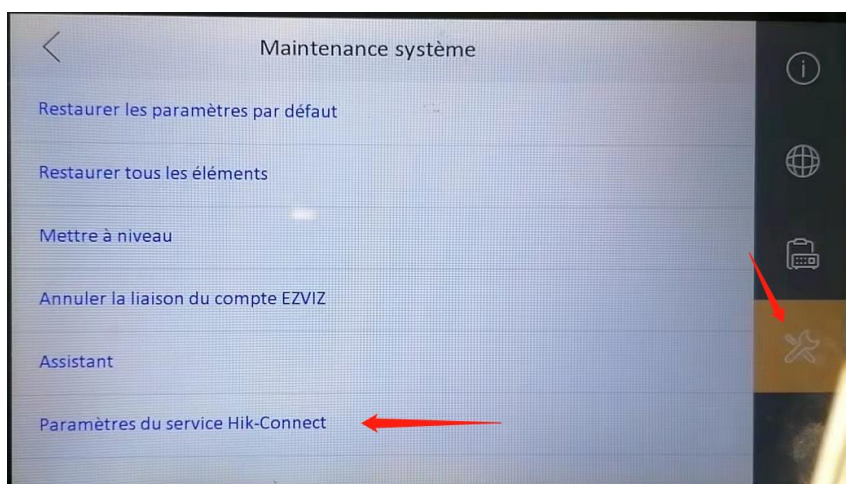 Maintenance système
Restaurer les paramètres par défaut
Restaurer tous les éléments
Mettre à niveau
Annuler la liaison du compte EZVIZ
Assistant
Paramètres du service Hik-Connect